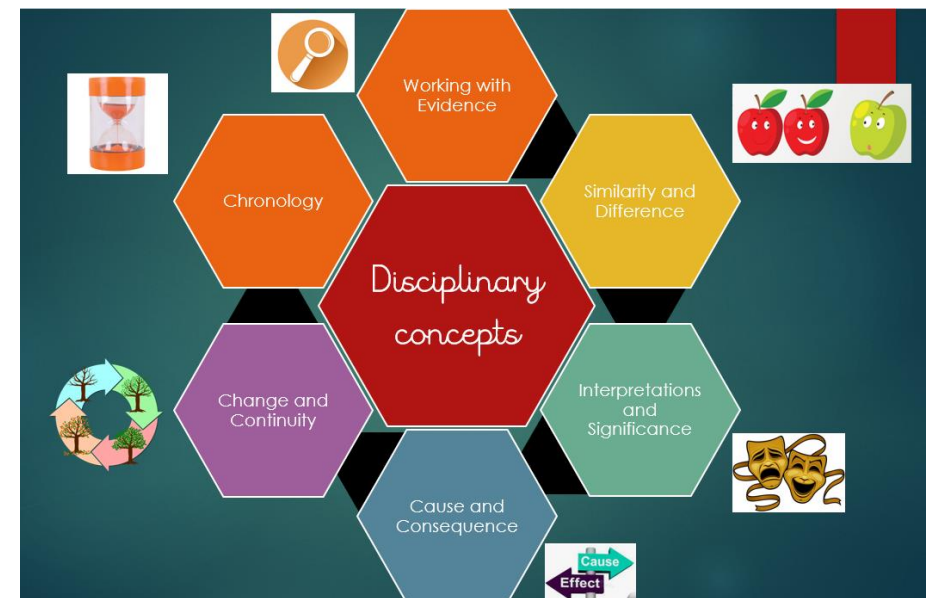 Working with
Evidence
Chronology
Similarity and
Difference
Disciplinary
concepts
Change and
Continuity
Interpretations
and
Significance
Cause and
Consequence
Cause
Effect